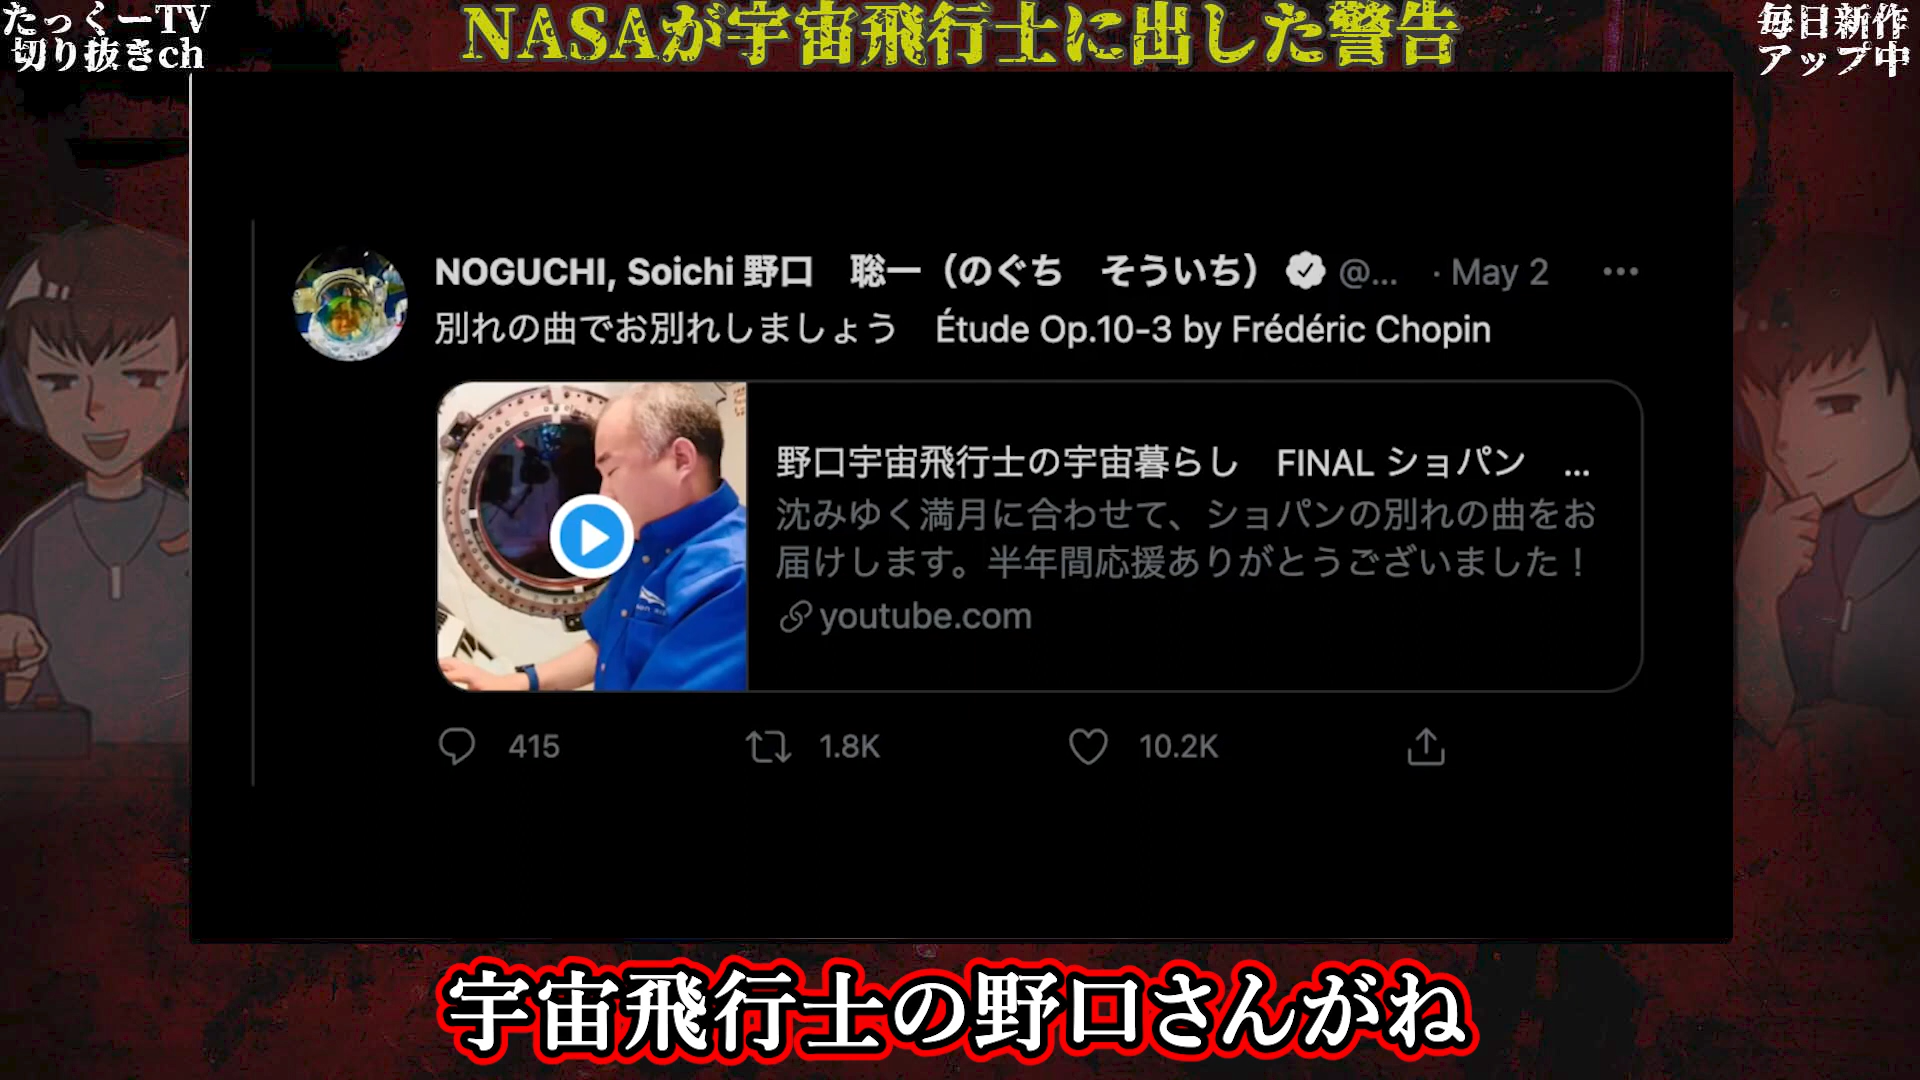 たっくーTV
切り抜きch
NASAが宇宙飛行士に出した警告
毎日新作
アップ中
NOGUCHI, Soichi 野口　聡一（のぐち　そういち） @... · May 2
別れの曲でお別れしましょう　Étude Op.10-3 by Frédéric Chopin
野口宇宙飛行士の宇宙暮らし　FINAL ショパン　...
沈みゆく満月に合わせて、ショパンの別れの曲をお
届けします。半年間応援ありがとうございました！
youtube.com
415 1.8K 10.2K
宇宙飛行士の野口さんがね